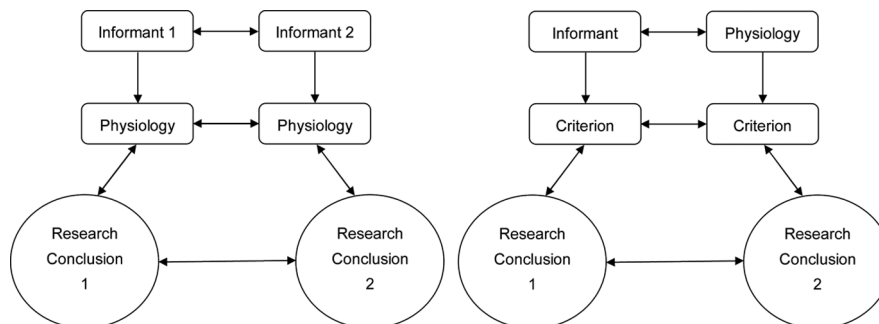 Informant 1
Informant 2
Physiology
Physiology
Research
Conclusion
1
Research
Conclusion
2
Informant
Physiology
Criterion
Criterion
Research
Conclusion
1
Research
Conclusion
2